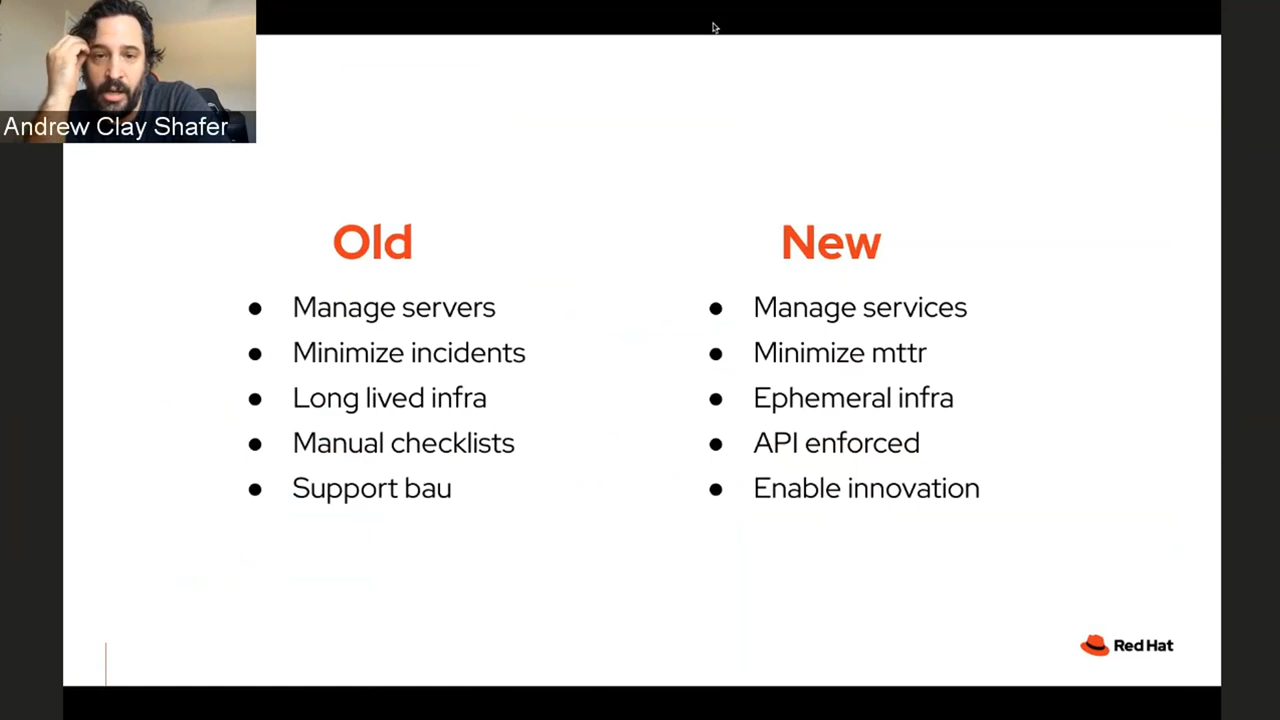 Andrew Clay Shafer
Old
Manage servers
Minimize incidents
Long lived infra
Manual checklists
Support bau
New
Manage services
Minimize mttr
Ephemeral infra
API enforced
Enable innovation
Red Hat